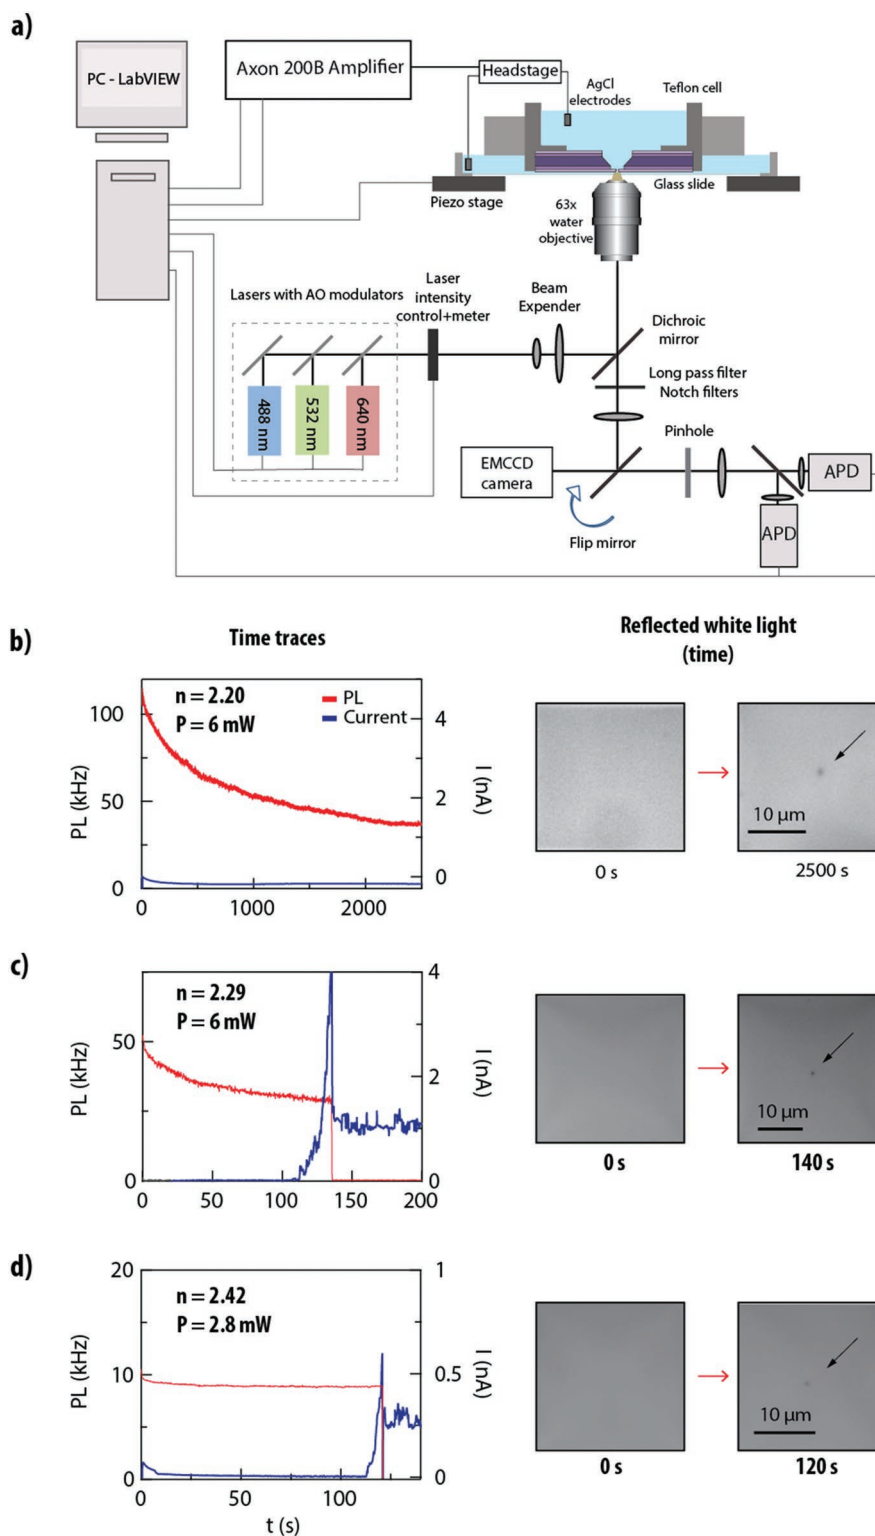 a)
PC - LabVIEW
Axon 200B Amplifier
Headstage
AgCl
electrodes
Teflon cell
Piezo stage
63x
water
objective
Glass slide
Lasers with AO modulators
Laser
intensity
control+meter
Beam
Expender
Dichroic
mirror
Long pass filter
Notch filters
488 nm
532 nm
640 nm
EMCCD
camera
Flip mirror
Pinhole
APD
APD
b)
Time traces
Reflected white light
(time)
n = 2.20
P = 6 mW
PL
Current
PL (kHz)
100
50
0
I (nA)
4
2
0
0
1000
2000
10 µm
0 s
2500 s
c)
n = 2.29
P = 6 mW
PL (kHz)
50
0
I (nA)
4
2
0
0
50
100
150
200
10 µm
0 s
140 s
d)
n = 2.42
P = 2.8 mW
PL (kHz)
20
10
0
I (nA)
1
0.5
0
0
50
100
t (s)
10 µm
0 s
120 s